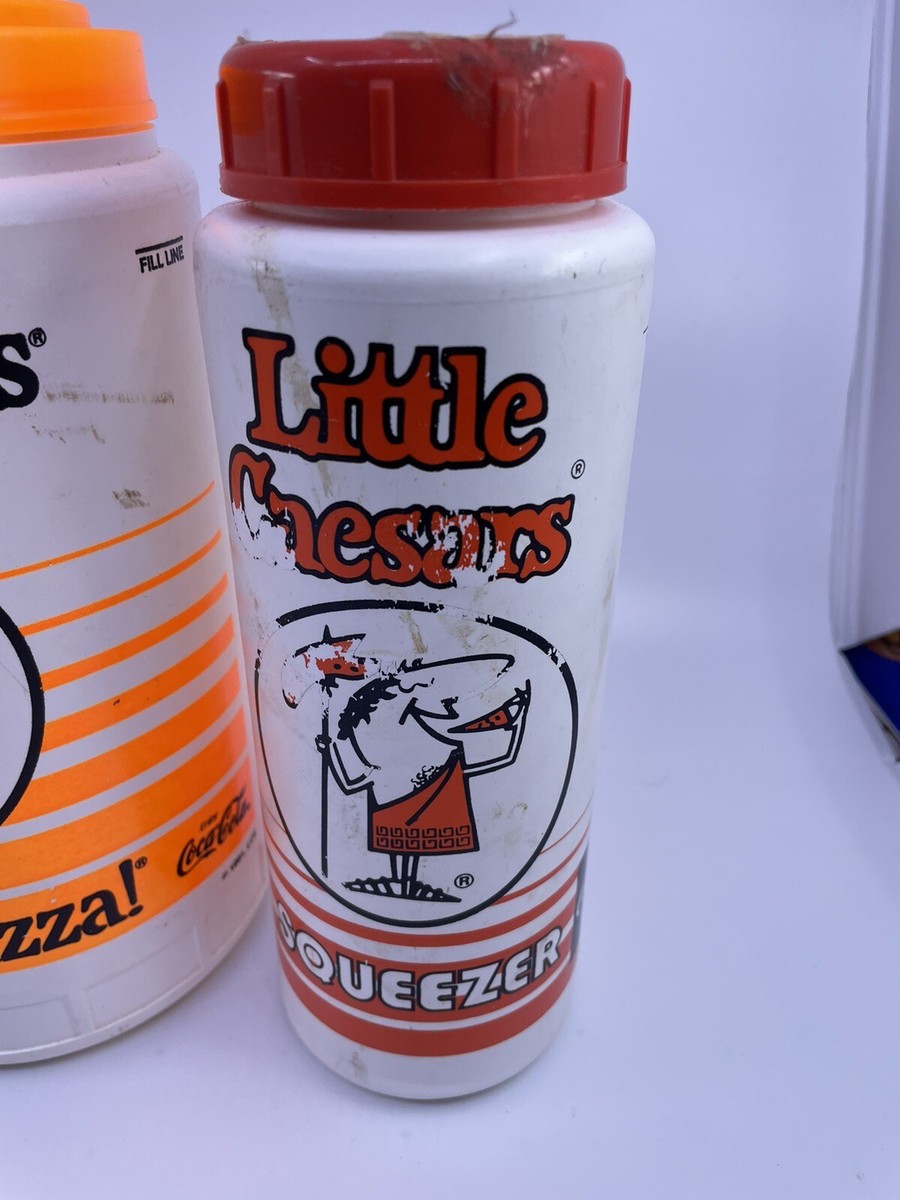 FILL LINE
s®
Coca-Cola
zza!®
Little
Caesars®
®
SQUEEZER